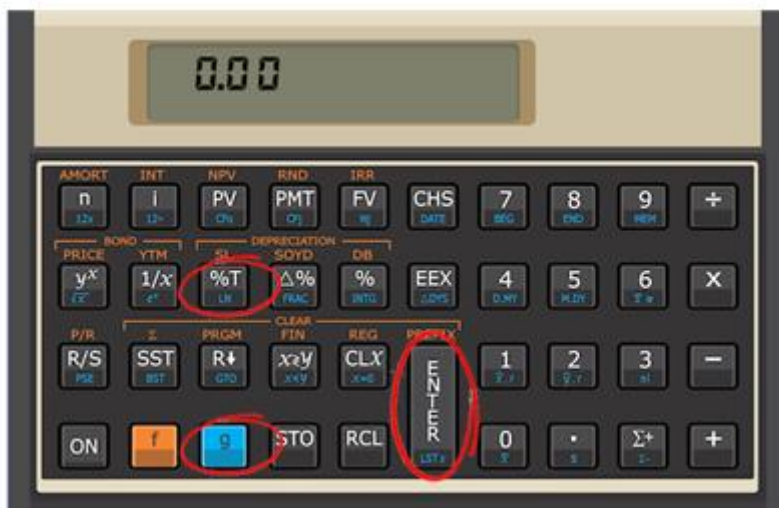 0.00
AMORT INT NPV RND IRR
n i PV PMT FV CHS 7 8 9 ÷
12x 12÷ CFo CFj Nj DATE BEG END MEM
BOND DEPRECIATION
PRICE YTM SL SOYD DB
yˣ 1/x %T △% % EEX 4 5 6 X
√x eˣ LN FRAC INTG △DYS D.MY M.DY
CLEAR
P/R Σ PRGM FIN REG PREFIX
R/S SST R↓ x≷y CLX ENTER 1 2 3 −
PSE BST GTO x≤y x=0 x̂,r ŷ,r n!
ON f g STO RCL 0 · Σ+ +
LSTx x̄ s Σ-